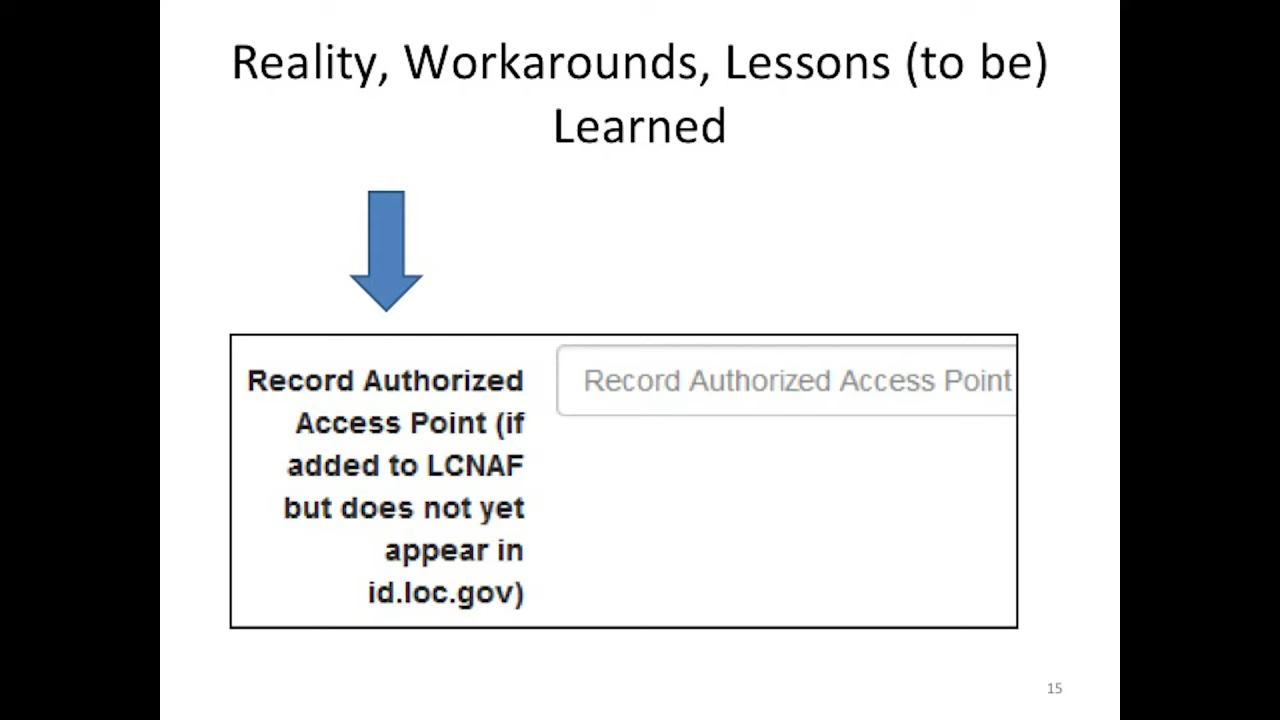 Reality, Workarounds, Lessons (to be)
Learned
Record Authorized
Access Point (if
added to LCNAF
but does not yet
appear in
id.loc.gov)
Record Authorized Access Point
15